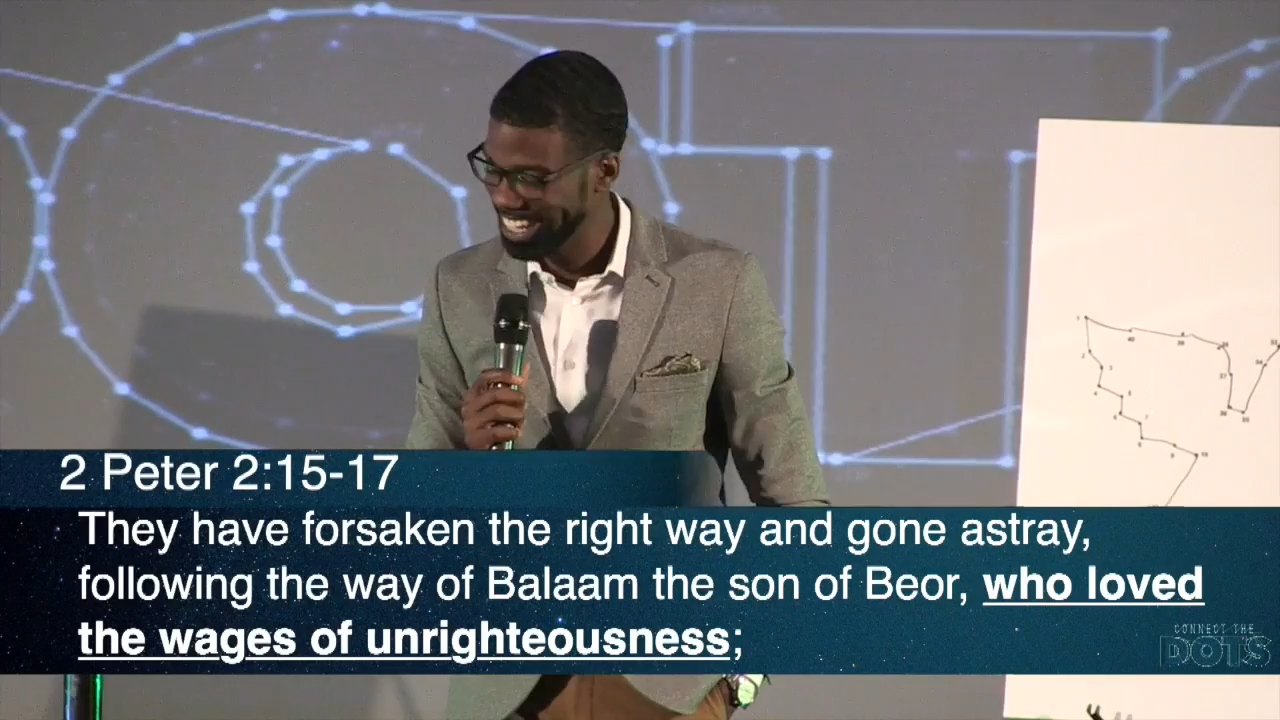 2 Peter 2:15-17
They have forsaken the right way and gone astray,
following the way of Balaam the son of Beor, who loved
the wages of unrighteousness;
CONNECT THE
DOTS